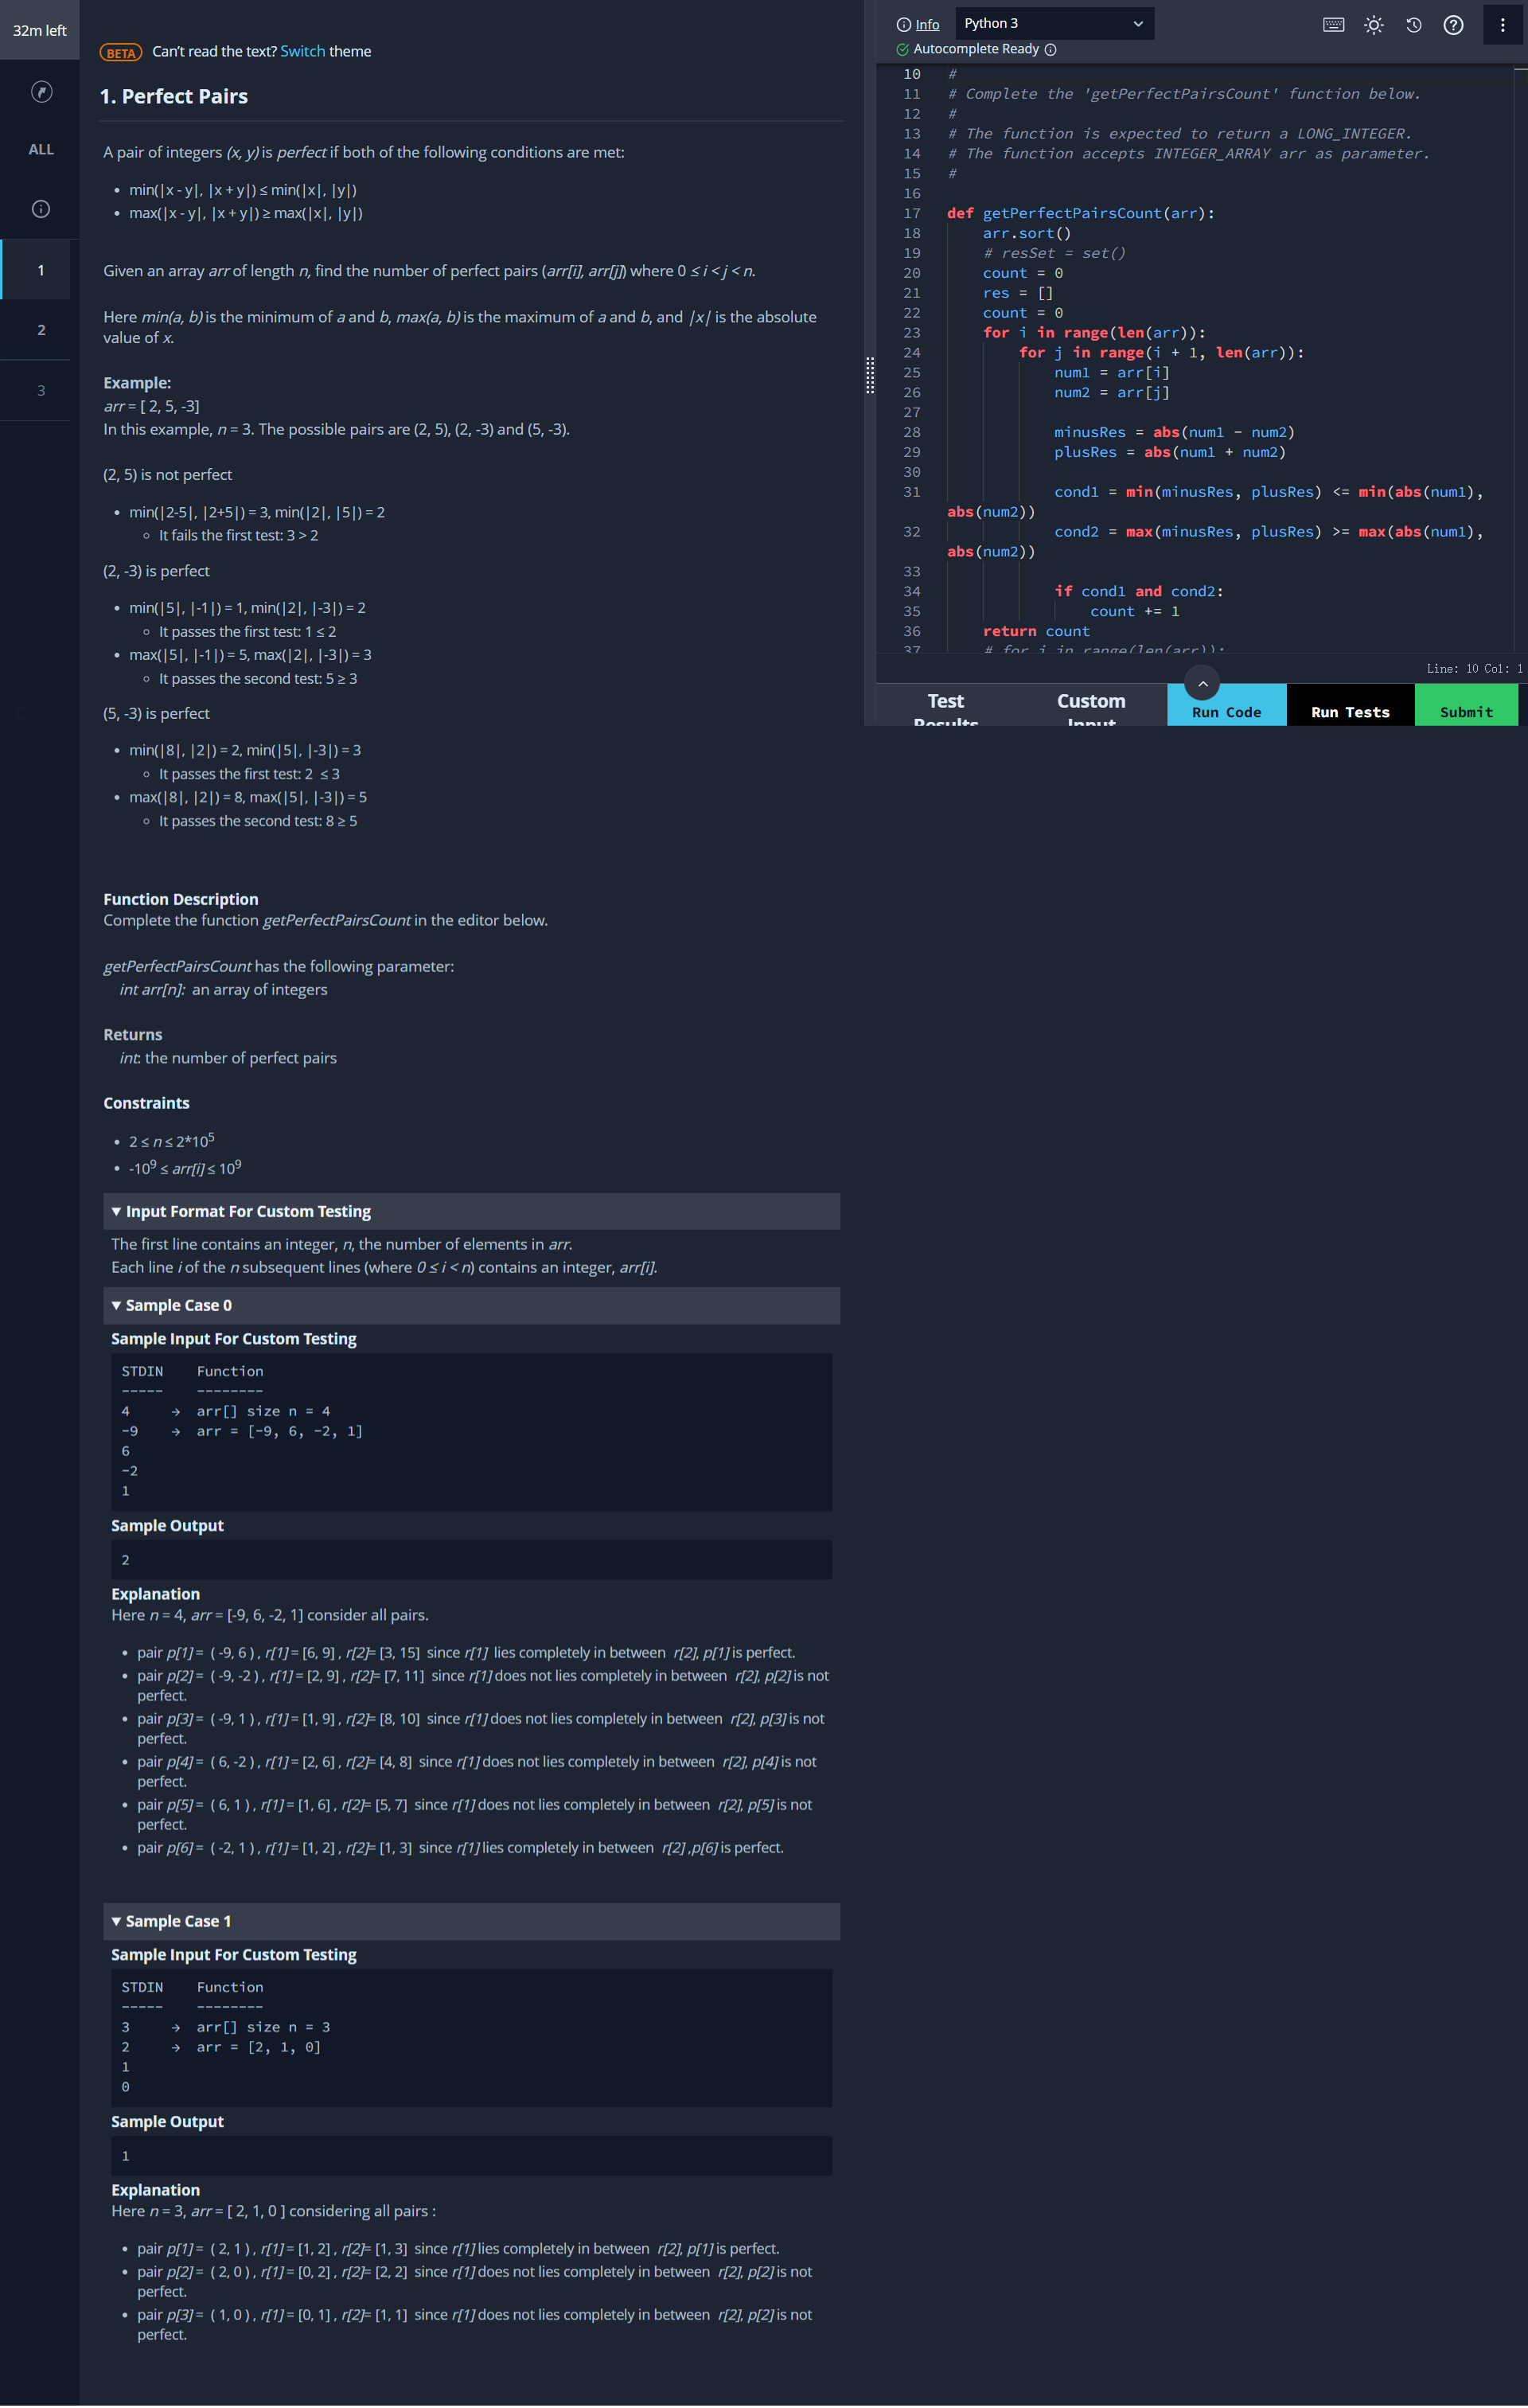 32m left
ALL
1
2
3
BETA Can't read the text? Switch theme
1. Perfect Pairs
A pair of integers (x, y) is perfect if both of the following conditions are met:
• min(|x - y|, |x + y|) ≤ min(|x|, |y|)
• max(|x - y|, |x + y|) ≥ max(|x|, |y|)
Given an array arr of length n, find the number of perfect pairs (arr[i], arr[j]) where 0 ≤ i < j < n.
Here min(a, b) is the minimum of a and b, max(a, b) is the maximum of a and b, and |x| is the absolute
value of x.
Example:
arr = [ 2, 5, -3]
In this example, n = 3. The possible pairs are (2, 5), (2, -3) and (5, -3).
(2, 5) is not perfect
• min(|2-5|, |2+5|) = 3, min(|2|, |5|) = 2
◦ It fails the first test: 3 > 2
(2, -3) is perfect
• min(|5|, |-1|) = 1, min(|2|, |-3|) = 2
◦ It passes the first test: 1 ≤ 2
• max(|5|, |-1|) = 5, max(|2|, |-3|) = 3
◦ It passes the second test: 5 ≥ 3
(5, -3) is perfect
• min(|8|, |2|) = 2, min(|5|, |-3|) = 3
◦ It passes the first test: 2 ≤ 3
• max(|8|, |2|) = 8, max(|5|, |-3|) = 5
◦ It passes the second test: 8 ≥ 5
Function Description
Complete the function getPerfectPairsCount in the editor below.
getPerfectPairsCount has the following parameter:
int arr[n]: an array of integers
Returns
int: the number of perfect pairs
Constraints
• 2 ≤ n ≤ 2*10^5
• -10^9 ≤ arr[i] ≤ 10^9
▼ Input Format For Custom Testing
The first line contains an integer, n, the number of elements in arr.
Each line i of the n subsequent lines (where 0 ≤ i < n) contains an integer, arr[i].
▼ Sample Case 0
Sample Input For Custom Testing
STDIN Function
----- --------
4 → arr[] size n = 4
-9 → arr = [-9, 6, -2, 1]
6
-2
1
Sample Output
2
Explanation
Here n = 4, arr = [-9, 6, -2, 1] consider all pairs.
• pair p[1] = ( -9, 6 ) , r[1] = [6, 9] , r[2]= [3, 15] since r[1] lies completely in between r[2], p[1] is perfect.
• pair p[2] = ( -9, -2 ) , r[1] = [2, 9] , r[2]= [7, 11] since r[1] does not lies completely in between r[2], p[2] is not
perfect.
• pair p[3] = ( -9, 1 ) , r[1] = [1, 9] , r[2]= [8, 10] since r[1] does not lies completely in between r[2], p[3] is not
perfect.
• pair p[4] = ( 6, -2 ) , r[1] = [2, 6] , r[2]= [4, 8] since r[1] does not lies completely in between r[2], p[4] is not
perfect.
• pair p[5] = ( 6, 1 ) , r[1] = [1, 6] , r[2]= [5, 7] since r[1] does not lies completely in between r[2], p[5] is not
perfect.
• pair p[6] = ( -2, 1 ) , r[1] = [1, 2] , r[2]= [1, 3] since r[1] lies completely in between r[2] ,p[6] is perfect.
▼ Sample Case 1
Sample Input For Custom Testing
STDIN Function
----- --------
3 → arr[] size n = 3
2 → arr = [2, 1, 0]
1
0
Sample Output
1
Explanation
Here n = 3, arr = [ 2, 1, 0 ] considering all pairs :
• pair p[1] = ( 2, 1 ) , r[1] = [1, 2] , r[2]= [1, 3] since r[1] lies completely in between r[2], p[1] is perfect.
• pair p[2] = ( 2, 0 ) , r[1] = [0, 2] , r[2]= [2, 2] since r[1] does not lies completely in between r[2], p[2] is not
perfect.
• pair p[3] = ( 1, 0 ) , r[1] = [0, 1] , r[2]= [1, 1] since r[1] does not lies completely in between r[2], p[2] is not
perfect.
Info Python 3
Autocomplete Ready
10 #
11 # Complete the 'getPerfectPairsCount' function below.
12 #
13 # The function is expected to return a LONG_INTEGER.
14 # The function accepts INTEGER_ARRAY arr as parameter.
15 #
16
17 def getPerfectPairsCount(arr):
18 arr.sort()
19 # resSet = set()
20 count = 0
21 res = []
22 count = 0
23 for i in range(len(arr)):
24 for j in range(i + 1, len(arr)):
25 num1 = arr[i]
26 num2 = arr[j]
27
28 minusRes = abs(num1 - num2)
29 plusRes = abs(num1 + num2)
30
31 cond1 = min(minusRes, plusRes) <= min(abs(num1),
abs(num2))
32 cond2 = max(minusRes, plusRes) >= max(abs(num1),
abs(num2))
33
34 if cond1 and cond2:
35 count += 1
36 return count
37 # for i in range(len(arr)):
Line: 10 Col: 1
Test Results
Custom Input
Run Code
Run Tests
Submit